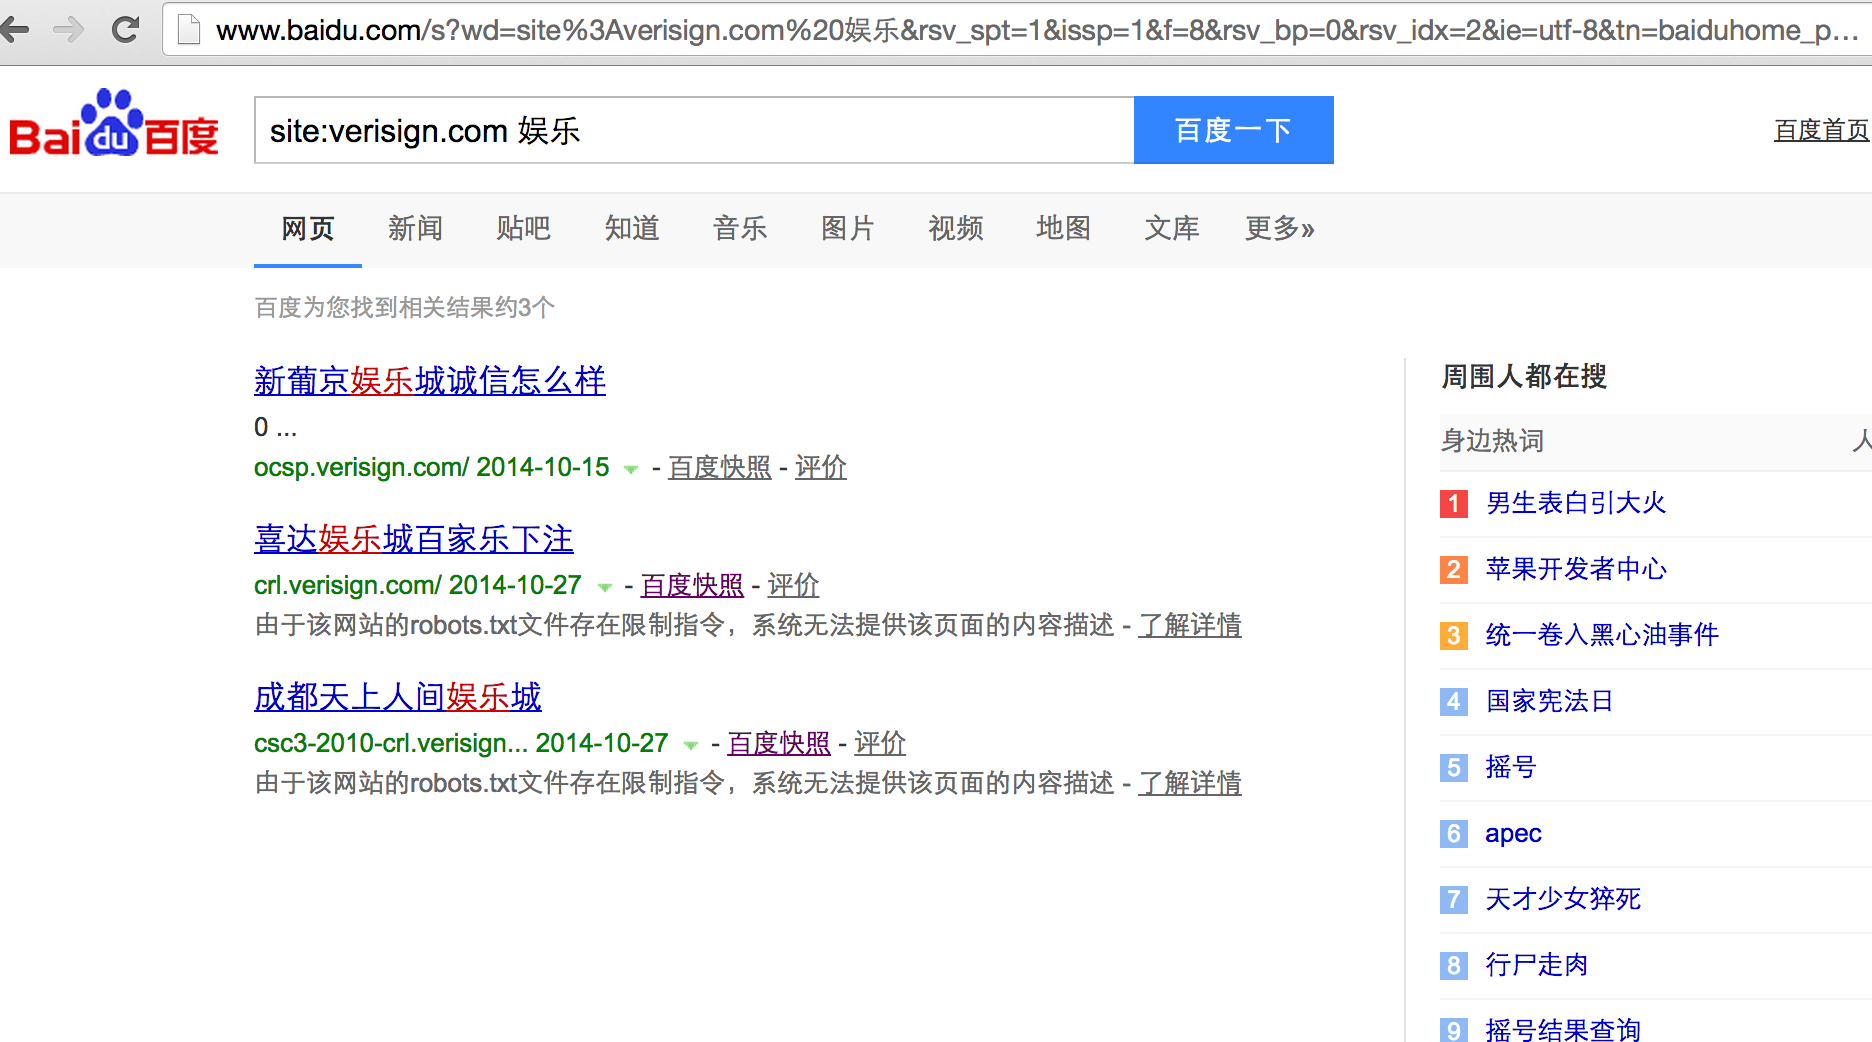 www.baidu.com/s?wd=site%3Averisign.com%20娱乐&rsv_spt=1&issp=1&f=8&rsv_bp=0&rsv_idx=2&ie=utf-8&tn=baiduhome_p...
Bai du 百度
site:verisign.com 娱乐
百度一下
百度首页
网页 新闻 贴吧 知道 音乐 图片 视频 地图 文库 更多»
百度为您找到相关结果约3个
新葡京娱乐城诚信怎么样
0 ...
ocsp.verisign.com/ 2014-10-15 - 百度快照 - 评价
喜达娱乐城百家乐下注
crl.verisign.com/ 2014-10-27 - 百度快照 - 评价
由于该网站的robots.txt文件存在限制指令，系统无法提供该页面的内容描述 - 了解详情
成都天上人间娱乐城
csc3-2010-crl.verisign... 2014-10-27 - 百度快照 - 评价
由于该网站的robots.txt文件存在限制指令，系统无法提供该页面的内容描述 - 了解详情
周围人都在搜
身边热词
1 男生表白引大火
2 苹果开发者中心
3 统一卷入黑心油事件
4 国家宪法日
5 摇号
6 apec
7 天才少女猝死
8 行尸走肉
9 摇号结果查询